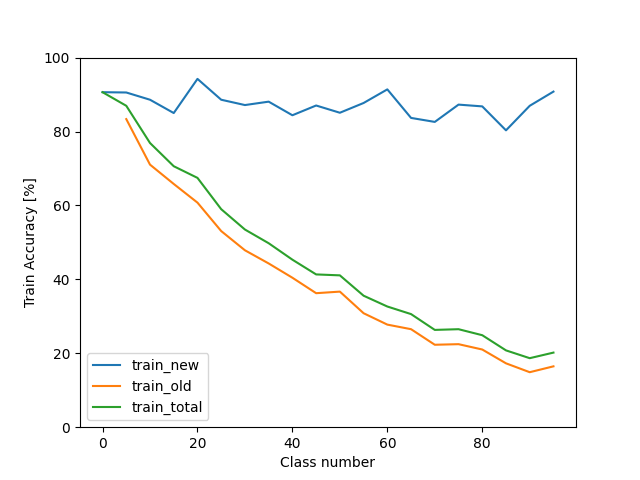 100
80
60
40
20
0
Train Accuracy [%]
train_new
train_old
train_total
0 20 40 60 80
Class number